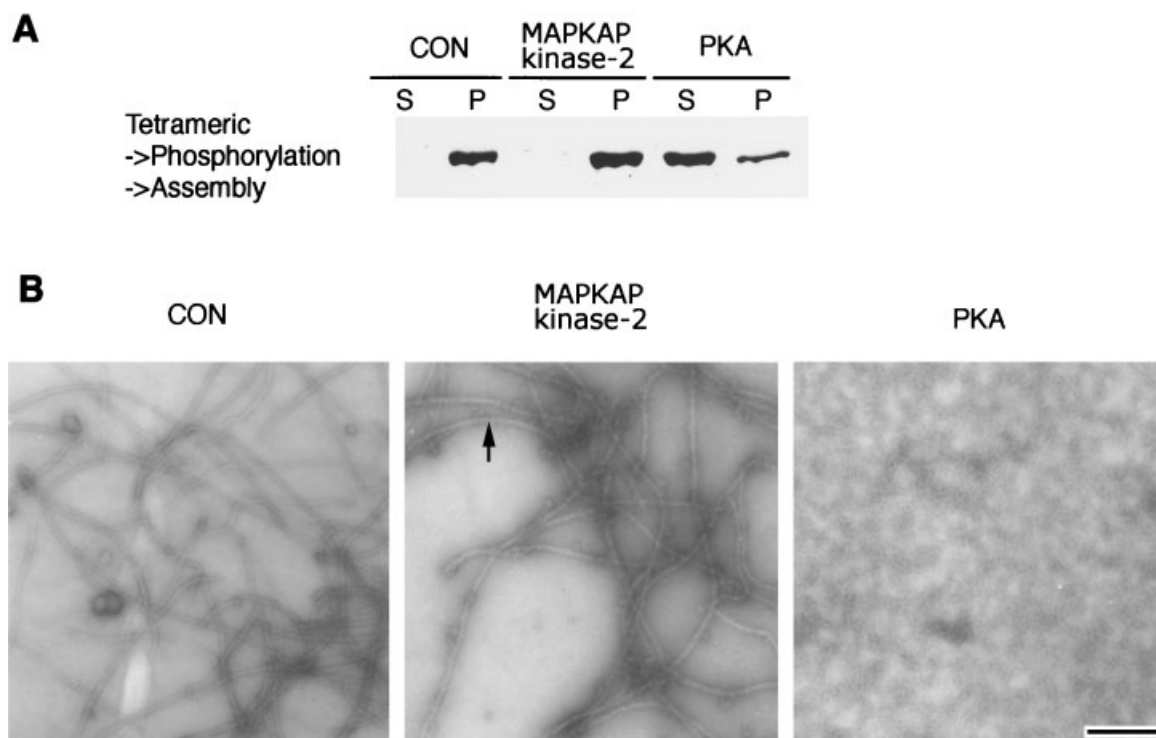 A
CON
MAPKAP
kinase-2
PKA
S P S P S P
Tetrameric
->Phosphorylation
->Assembly
B
CON
MAPKAP
kinase-2
PKA